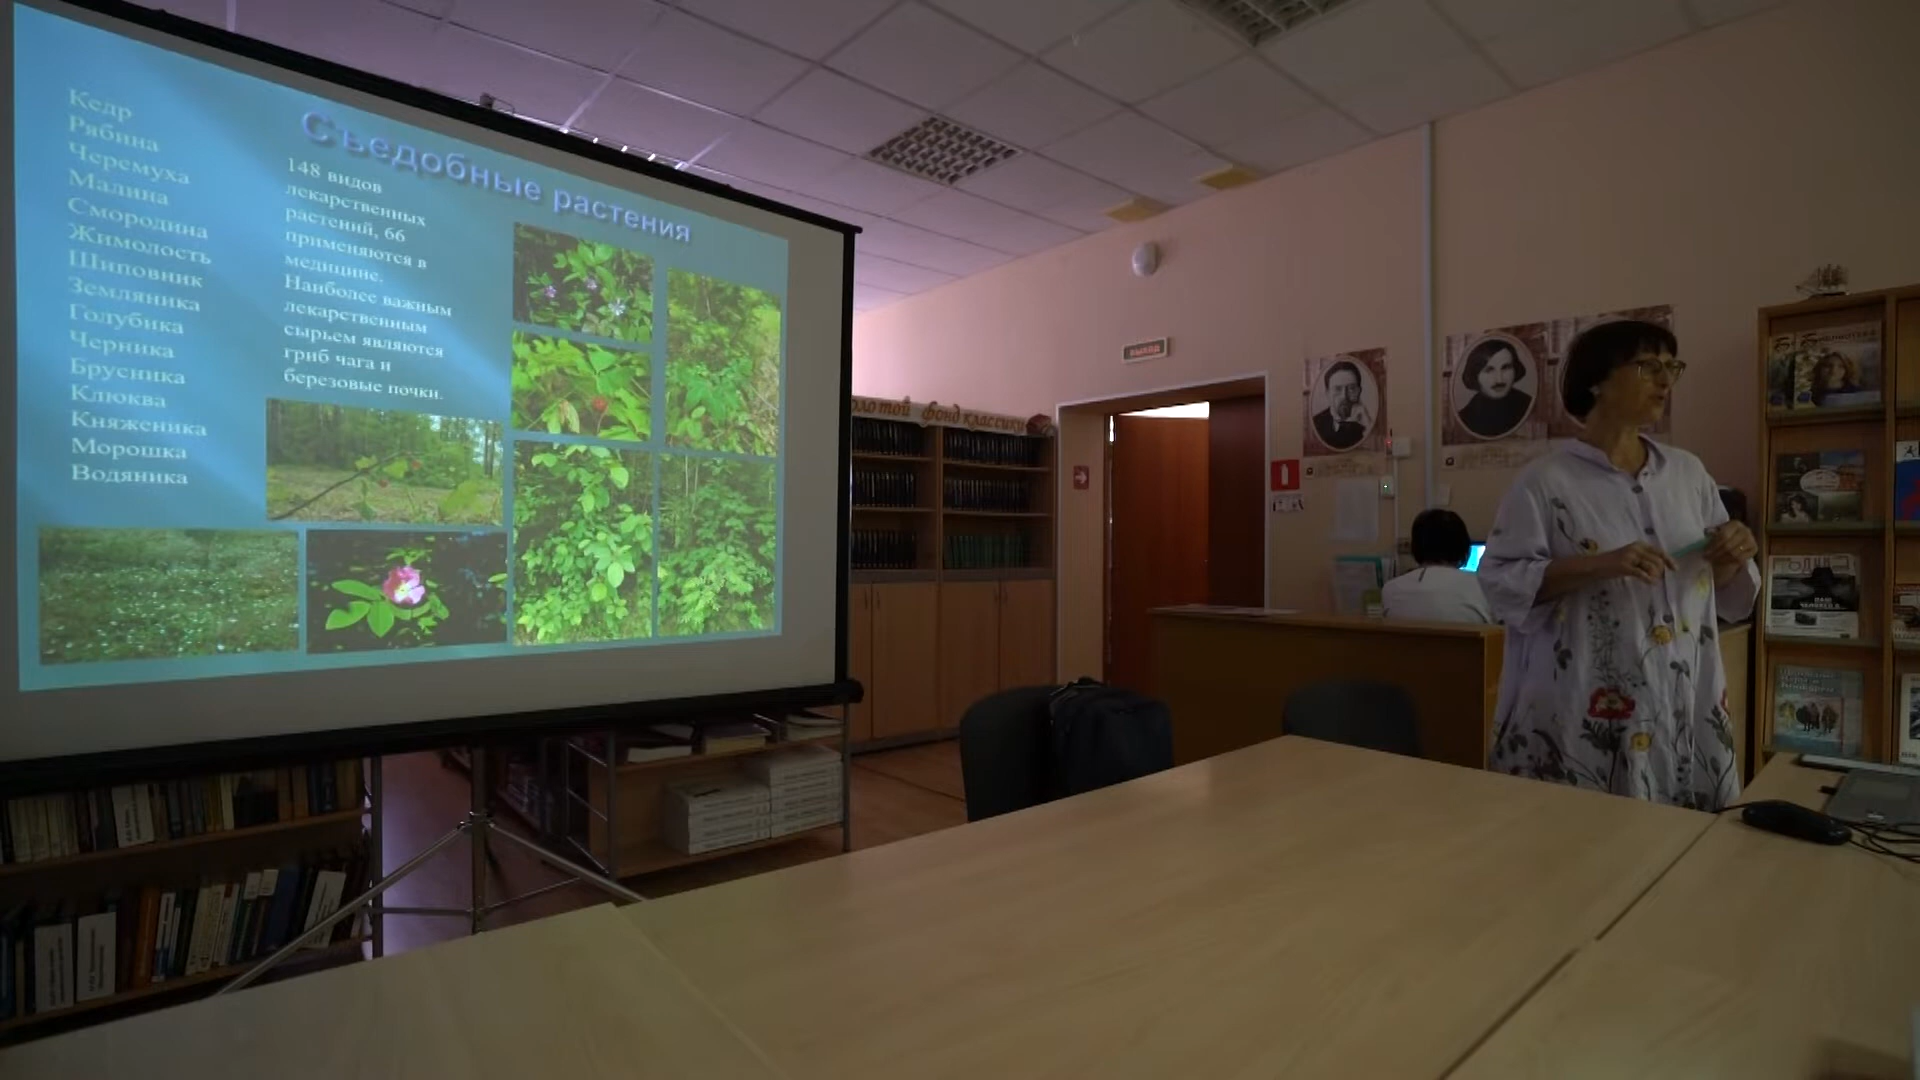 Съедобные растения
Кедр
Рябина
Черемуха
Малина
Смородина
Жимолость
Шиповник
Земляника
Голубика
Черника
Брусника
Клюква
Княженика
Морошка
Водяника
148 видов
лекарственных
растений, 66
применяются в
медицине.
Наиболее важным
лекарственным
сырьем являются
гриб чага и
березовые почки.
фонд классики
ВЫХОД